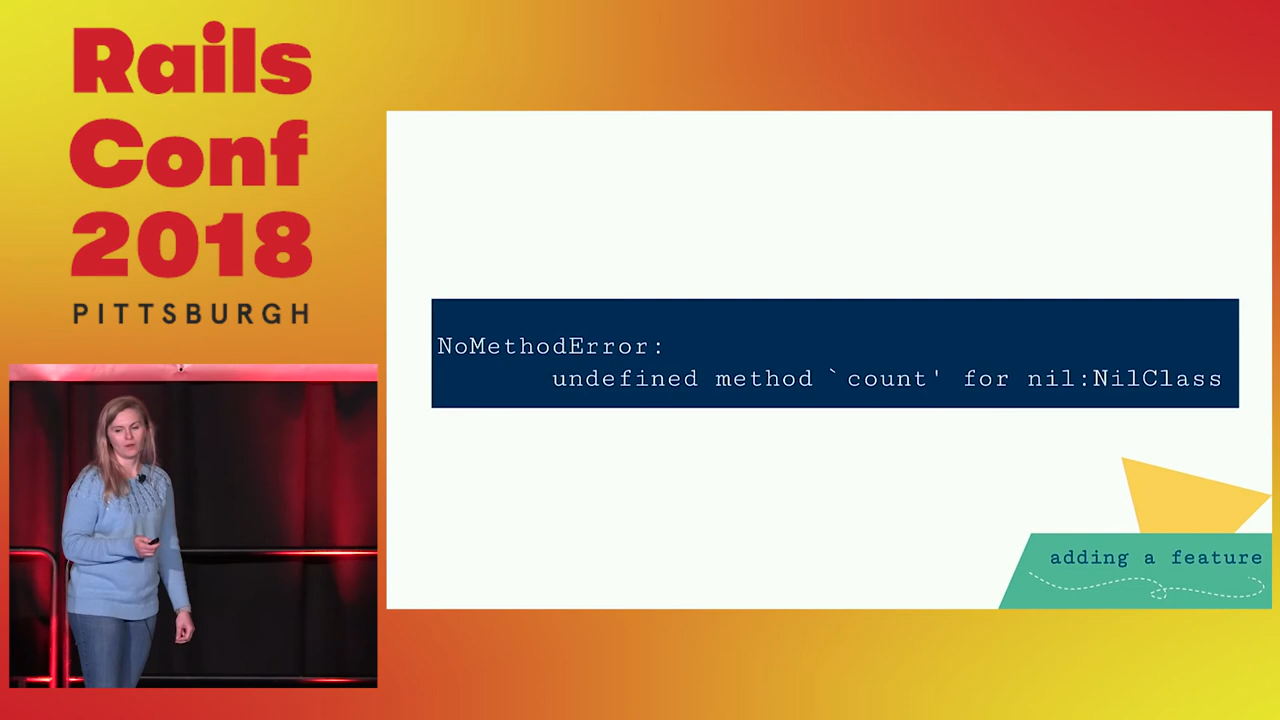 Rails
Conf
2018
PITTSBURGH
NoMethodError:
undefined method `count' for nil:NilClass
adding a feature